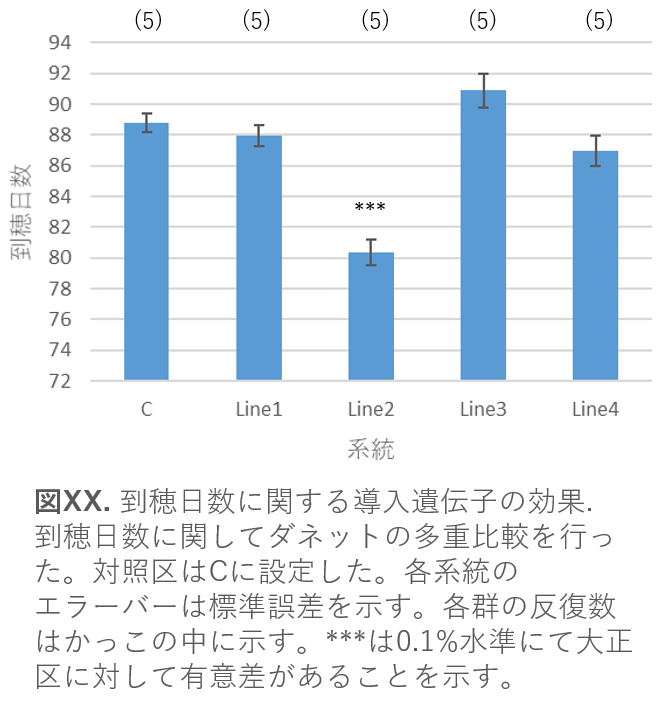 (5) (5) (5) (5) (5)
94
92
90
88
86
84
82
80
78
76
74
72
到穂日数
***
C Line1 Line2 Line3 Line4
系統
図XX. 到穂日数に関する導入遺伝子の効果.
到穂日数に関してダネットの多重比較を行っ
た。対照区はCに設定した。各系統の
エラーバーは標準誤差を示す。各群の反復数
はかっこの中に示す。***は0.1%水準にて大正
区に対して有意差があることを示す。